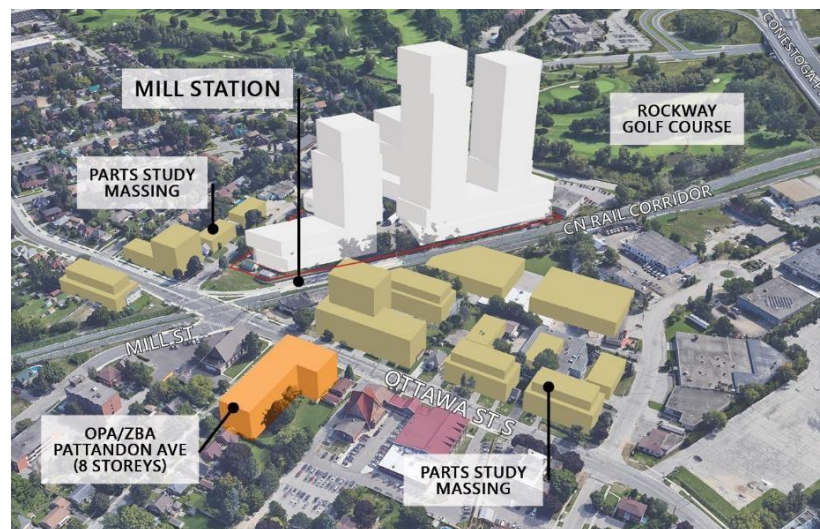 CONESTOGA P
MILL STATION
ROCKWAY
GOLF COURSE
PARTS STUDY
MASSING
CN RAIL CORRIDOR
MILL ST.
OTTAWA ST S
OPA/ZBA
PATTANDON AVE
(8 STOREYS)
PARTS STUDY
MASSING